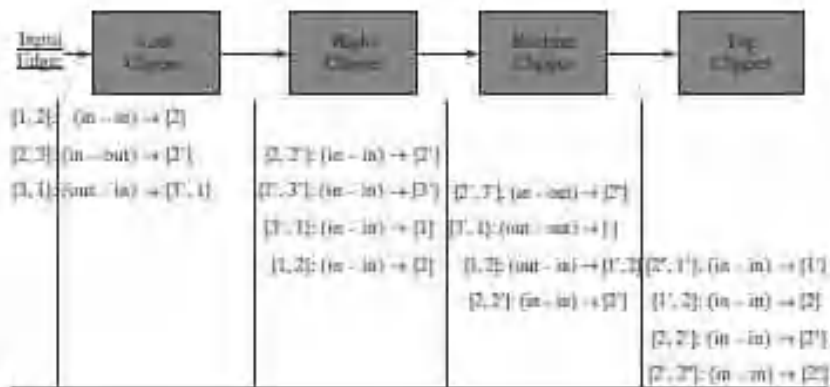 Input
Edge:
Left
Clipper
Right
Clipper
Bottom
Clipper
Top
Clipper
[1, 2]: (in – in) → [2]
[2, 3]: (in – out) → [2']
[3, 1]: (out – in) → [3', 1]
[2, 2']: (in – in) → [2']
[2', 3']: (in – in) → [3']
[3', 1]: (in – in) → [1]
[1, 2]: (in – in) → [2]
[2', 3']: (in – out) → [2'']
[3', 1]: (out – out) → [ ]
[1, 2]: (out – in) → [1', 2]
[2, 2']: (in – in) → [2']
[2'', 1']: (in – in) → [1']
[1', 2]: (in – in) → [2]
[2, 2']: (in – in) → [2']
[2', 2'']: (in – in) → [2'']